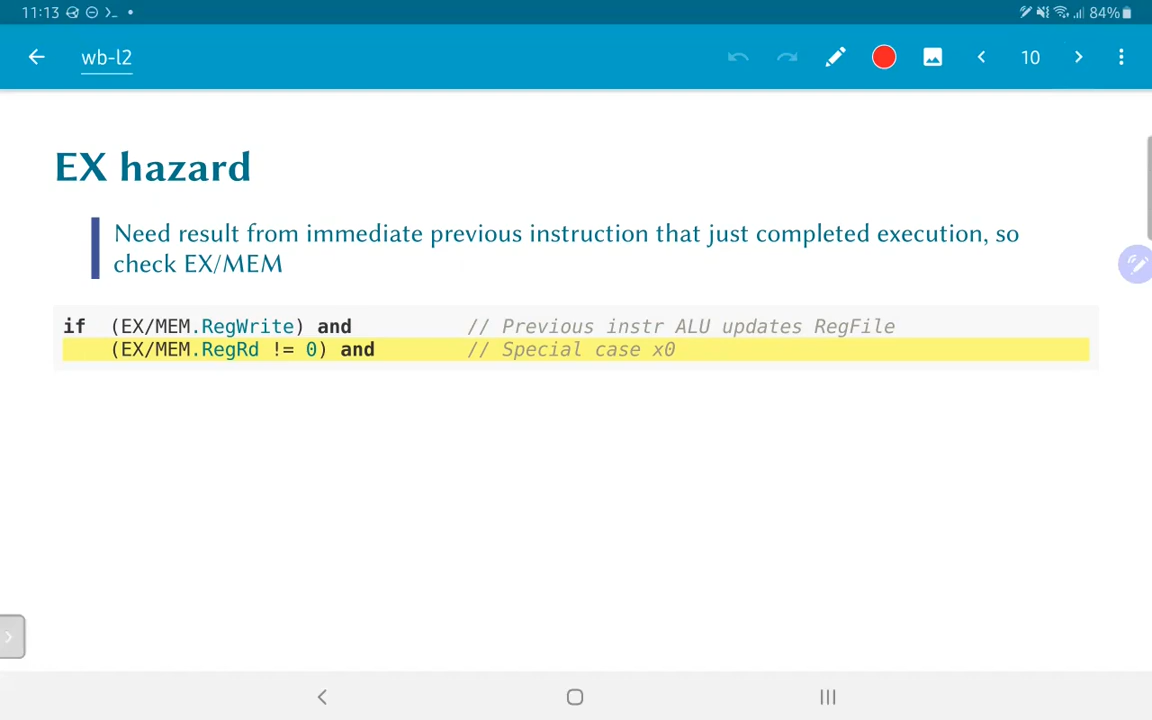 11:13 84%
wb-l2 10
EX hazard
Need result from immediate previous instruction that just completed execution, so
check EX/MEM
if (EX/MEM.RegWrite) and // Previous instr ALU updates RegFile
(EX/MEM.RegRd != 0) and // Special case x0